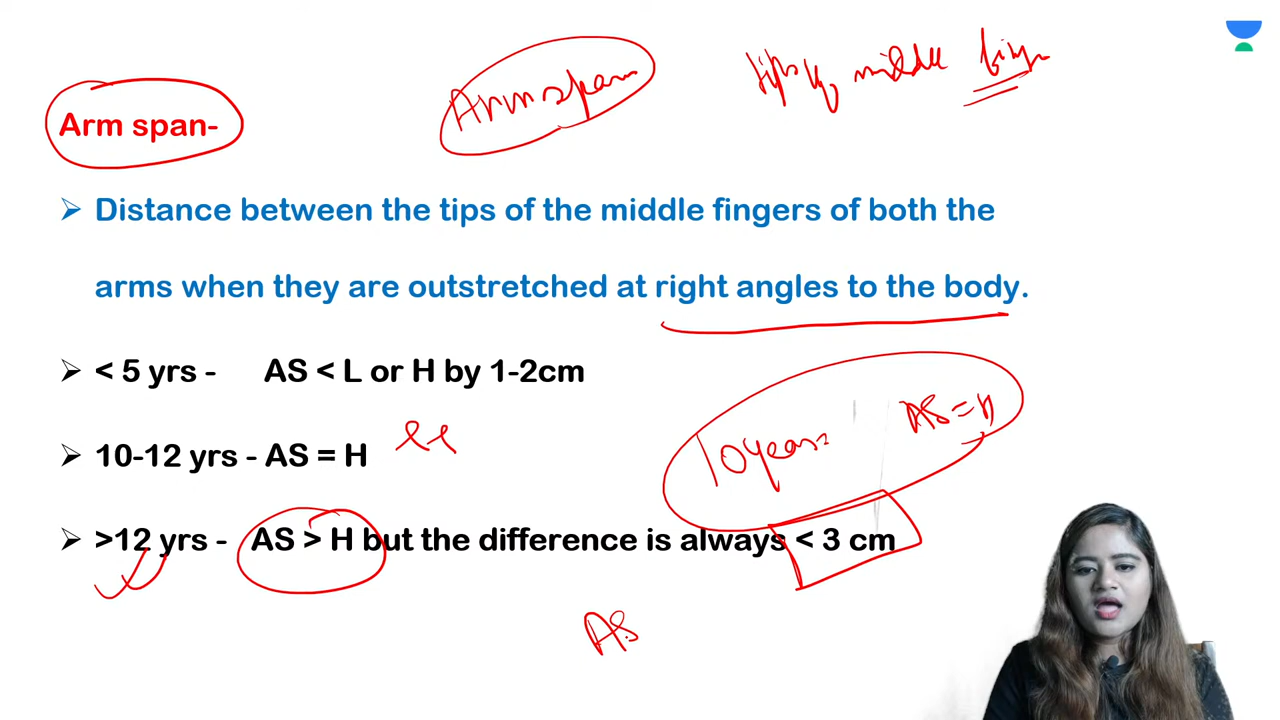 Arm span
tips of middle finger
Arm span-
Distance between the tips of the middle fingers of both the
arms when they are outstretched at right angles to the body.
< 5 yrs - AS < L or H by 1-2cm
10 years AS = H
10-12 yrs - AS = H
>12 yrs - AS > H but the difference is always < 3 cm
AS